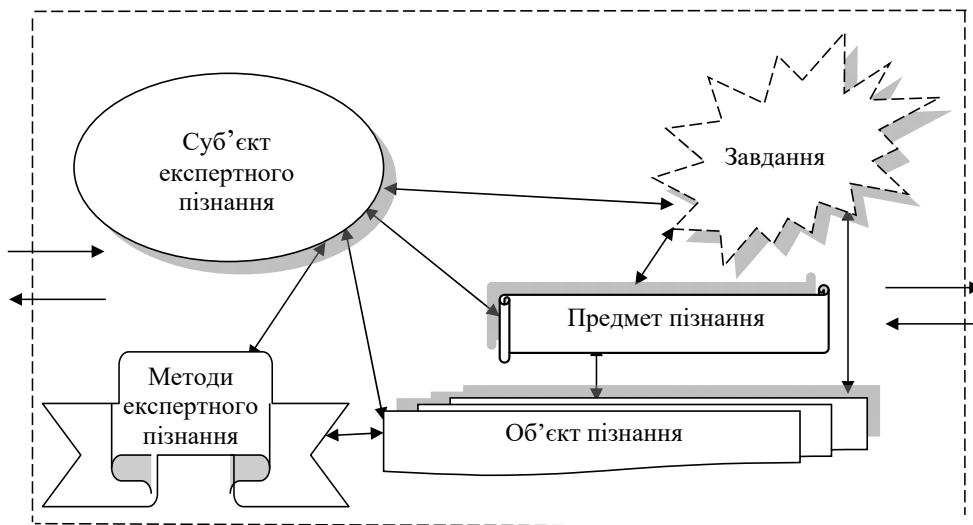 Суб’єкт
експертного
пізнання
Завдання
Предмет пізнання
Методи
експертного
пізнання
Об’єкт пізнання